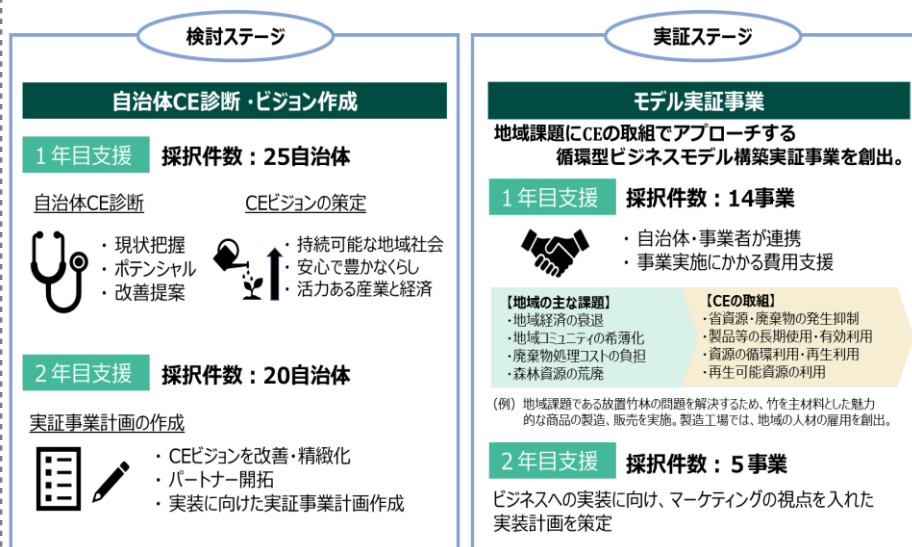 検討ステージ
自治体CE診断・ビジョン作成
1年目支援 採択件数：25自治体
自治体CE診断
・現状把握
・ポテンシャル
・改善提案
CEビジョンの策定
・持続可能な地域社会
・安心で豊かなくらし
・活力ある産業と経済
2年目支援 採択件数：20自治体
実証事業計画の作成
・CEビジョンを改善・精緻化
・パートナー開拓
・実装に向けた実証事業計画作成
実証ステージ
モデル実証事業
地域課題にCEの取組でアプローチする
循環型ビジネスモデル構築実証事業を創出。
1年目支援 採択件数：14事業
・自治体・事業者が連携
・事業実施にかかる費用支援
【地域の主な課題】
・地域経済の衰退
・地域コミュニティの希薄化
・廃棄物処理コストの負担
・森林資源の荒廃
【CEの取組】
・省資源・廃棄物の発生抑制
・製品等の長期使用・有効利用
・資源の循環利用・再生利用
・再生可能資源の利用
（例）地域課題である放置竹林の問題を解決するため、竹を主材料とした魅力
的な商品の製造、販売を実施。製造工場では、地域の人材の雇用を創出。
2年目支援 採択件数：5事業
ビジネスへの実装に向け、マーケティングの視点を入れた
実装計画を策定